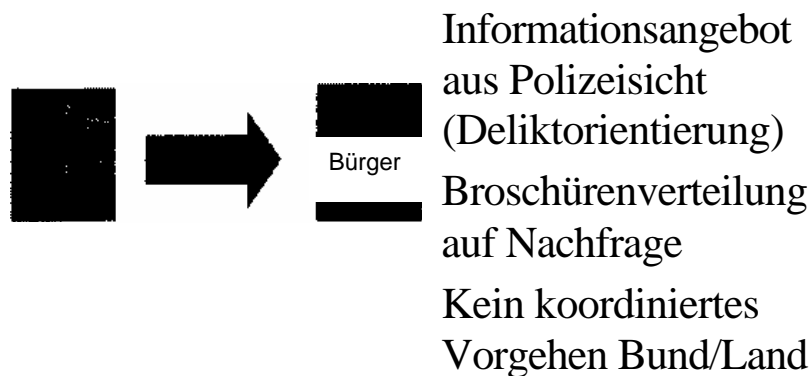 Informationsangebot
aus Polizeisicht
(Deliktorientierung)
Bürger
Broschürenverteilung
auf Nachfrage
Kein koordiniertes
Vorgehen Bund/Land